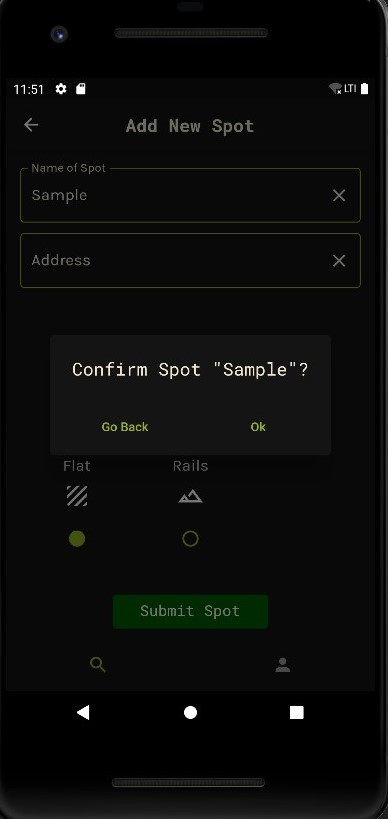 11:51
LTE
Add New Spot
Name of Spot
Sample
Address
Confirm Spot "Sample"?
Go Back Ok
Flat Rails
Submit Spot